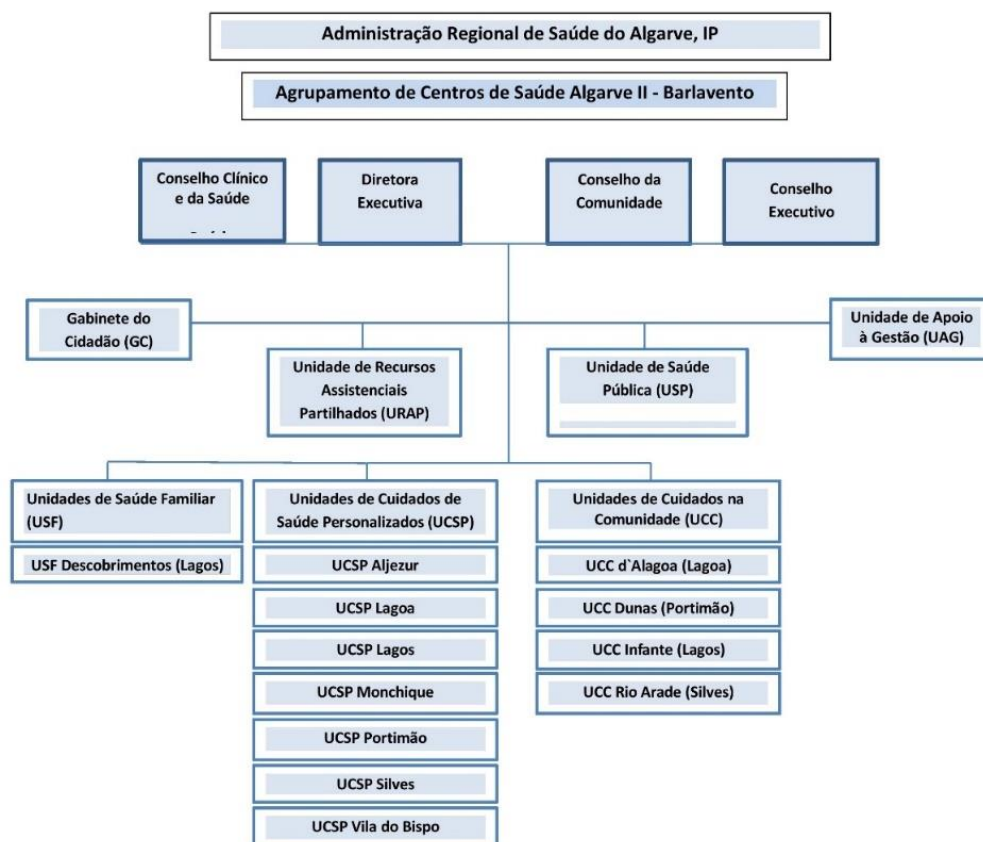 Administração Regional de Saúde do Algarve, IP
Agrupamento de Centros de Saúde Algarve II - Barlavento
Conselho Clínico
e da Saúde
Diretora
Executiva
Conselho da
Comunidade
Conselho
Executivo
Gabinete do
Cidadão (GC)
Unidade de Recursos
Assistenciais
Partilhados (URAP)
Unidade de Saúde
Pública (USP)
Unidade de Apoio
à Gestão (UAG)
Unidades de Saúde Familiar
(USF)
USF Descobrimentos (Lagos)
Unidades de Cuidados de
Saúde Personalizados (UCSP)
UCSP Aljezur
UCSP Lagoa
UCSP Lagos
UCSP Monchique
UCSP Portimão
UCSP Silves
UCSP Vila do Bispo
Unidades de Cuidados na
Comunidade (UCC)
UCC d`Alagoa (Lagoa)
UCC Dunas (Portimão)
UCC Infante (Lagos)
UCC Rio Arade (Silves)